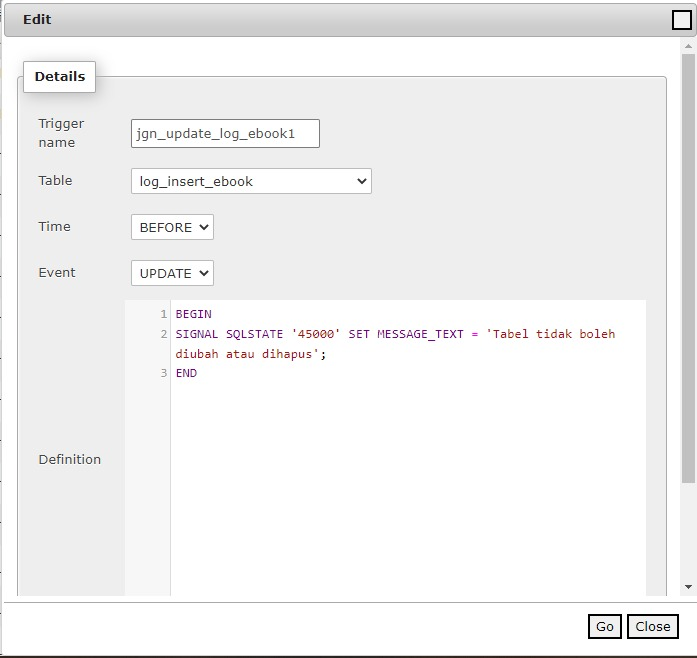 Edit
Details
Trigger
name
jgn_update_log_ebook1
Table
log_insert_ebook
Time
BEFORE
Event
UPDATE
1 BEGIN
2 SIGNAL SQLSTATE '45000' SET MESSAGE_TEXT = 'Tabel tidak boleh
diubah atau dihapus';
3 END
Definition
Go Close